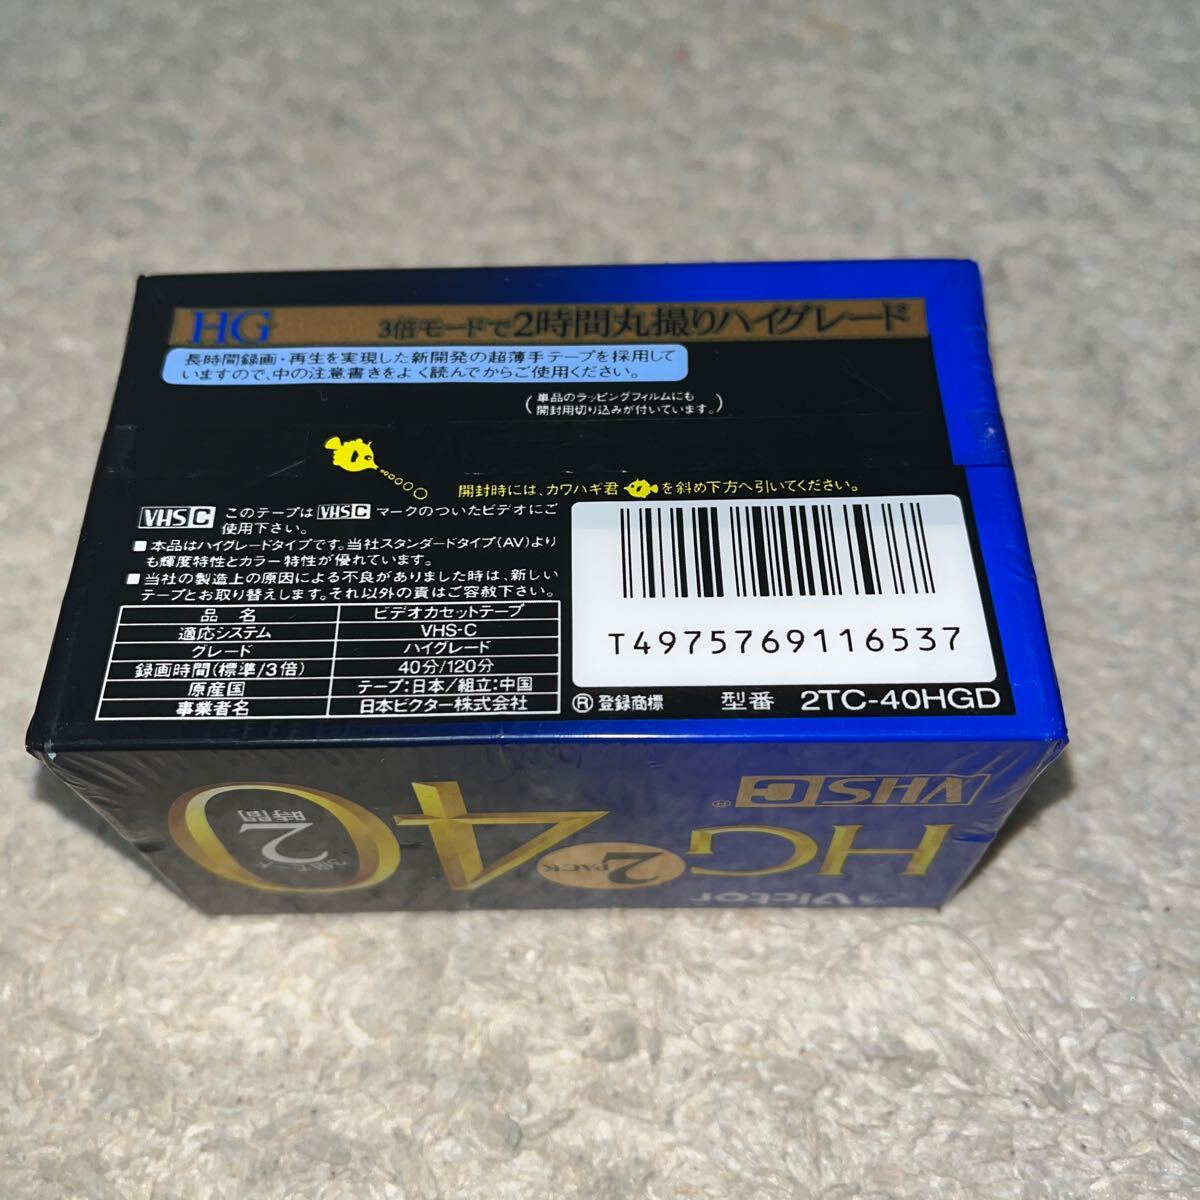 HG 3倍モードで2時間丸撮りハイグレード
長時間録画・再生を実現した新開発の超薄手テープを採用して
いますので、中の注意書きをよく読んでからご使用ください。
(単品のラッピングフィルムにも
開封用切り込みが付いています。)
開封時には、カワハギ君を斜め下方へ引いてください。
VHS C このテープは VHS C マークのついたビデオにご
使用下さい。
■本品はハイグレードタイプです。当社スタンダードタイプ(AV)より
も輝度特性とカラー特性が優れています。
■当社の製造上の原因による不良がありました時は、新しい
テープとお取り替えします。それ以外の責はご容赦下さい。
品名 ビデオカセットテープ
適応システム VHS-C
グレード ハイグレード
録画時間(標準/3倍) 40分/120分
原産国 テープ:日本/組立:中国
事業者名 日本ビクター株式会社
T4975769116537
®登録商標 型番 2TC-40HGD
VHS C ®
HG 40
2 PACK
2時間
Victor